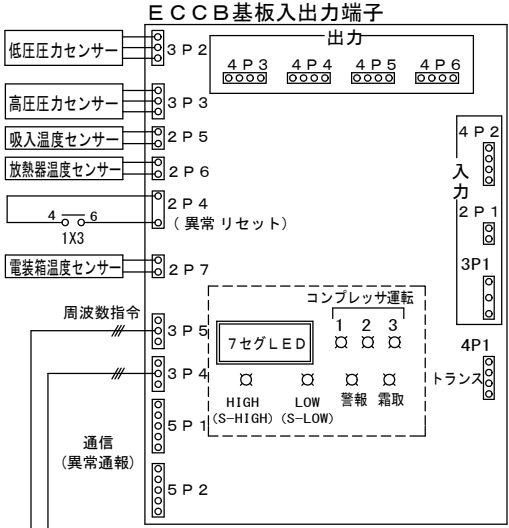 ECCB基板入出力端子
出力
4P3 4P4 4P5 4P6
低圧圧力センサー 3P2
高圧圧力センサー 3P3
吸入温度センサー 2P5
放熱器温度センサー 2P6
2P4
(異常リセット)
4 6
1X3
電装箱温度センサー 2P7
入力
4P2
2P1
3P1
4P1
トランス
周波数指令
3P5
3P4
コンプレッサ運転
1 2 3
7セグLED
HIGH
(S-HIGH)
LOW
(S-LOW)
警報 霜取
通信
(異常通報)
5P1
5P2